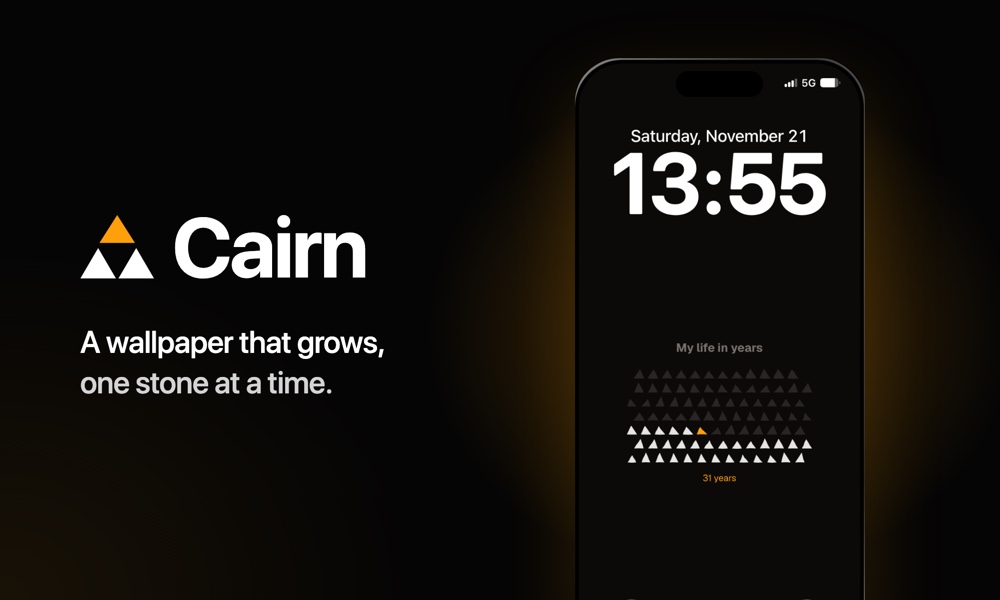 Cairn
A wallpaper that grows,
one stone at a time.
5G
Saturday, November 21
13:55
My life in years
31 years